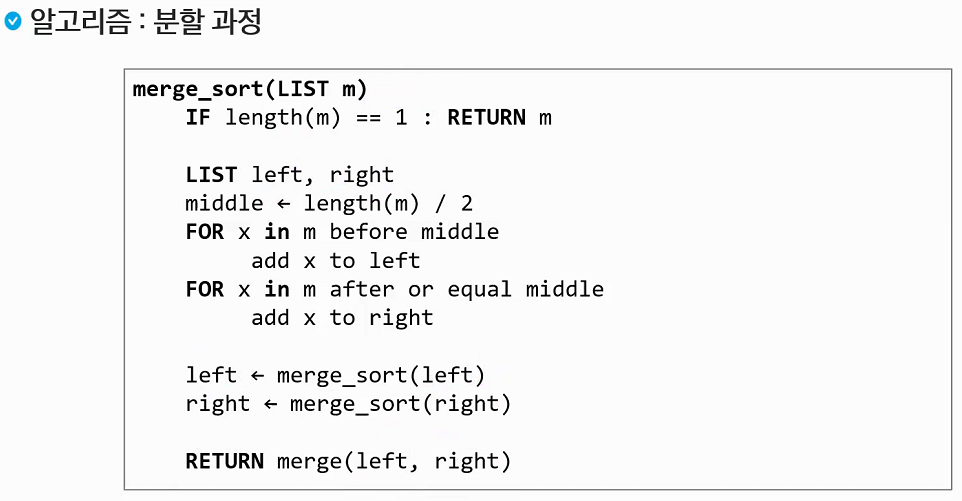 알고리즘 : 분할 과정
merge_sort(LIST m)
IF length(m) == 1 : RETURN m
LIST left, right
middle ← length(m) / 2
FOR x in m before middle
add x to left
FOR x in m after or equal middle
add x to right
left ← merge_sort(left)
right ← merge_sort(right)
RETURN merge(left, right)